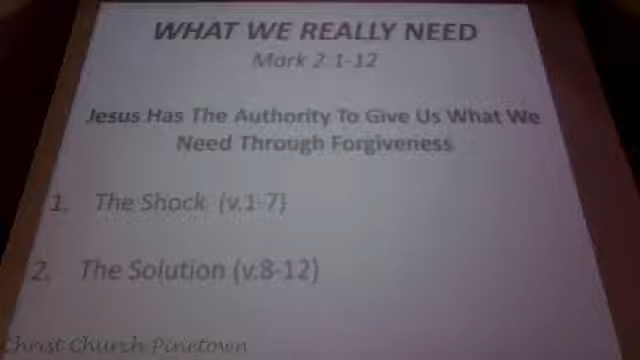 WHAT WE REALLY NEED
Mark 2 1-12
Jesus Has The Authority To Give Us What We
Need Through Forgiveness
1. The Shock (v.1-7)
2. The Solution (v.8-12)
Christ Church Pinetown